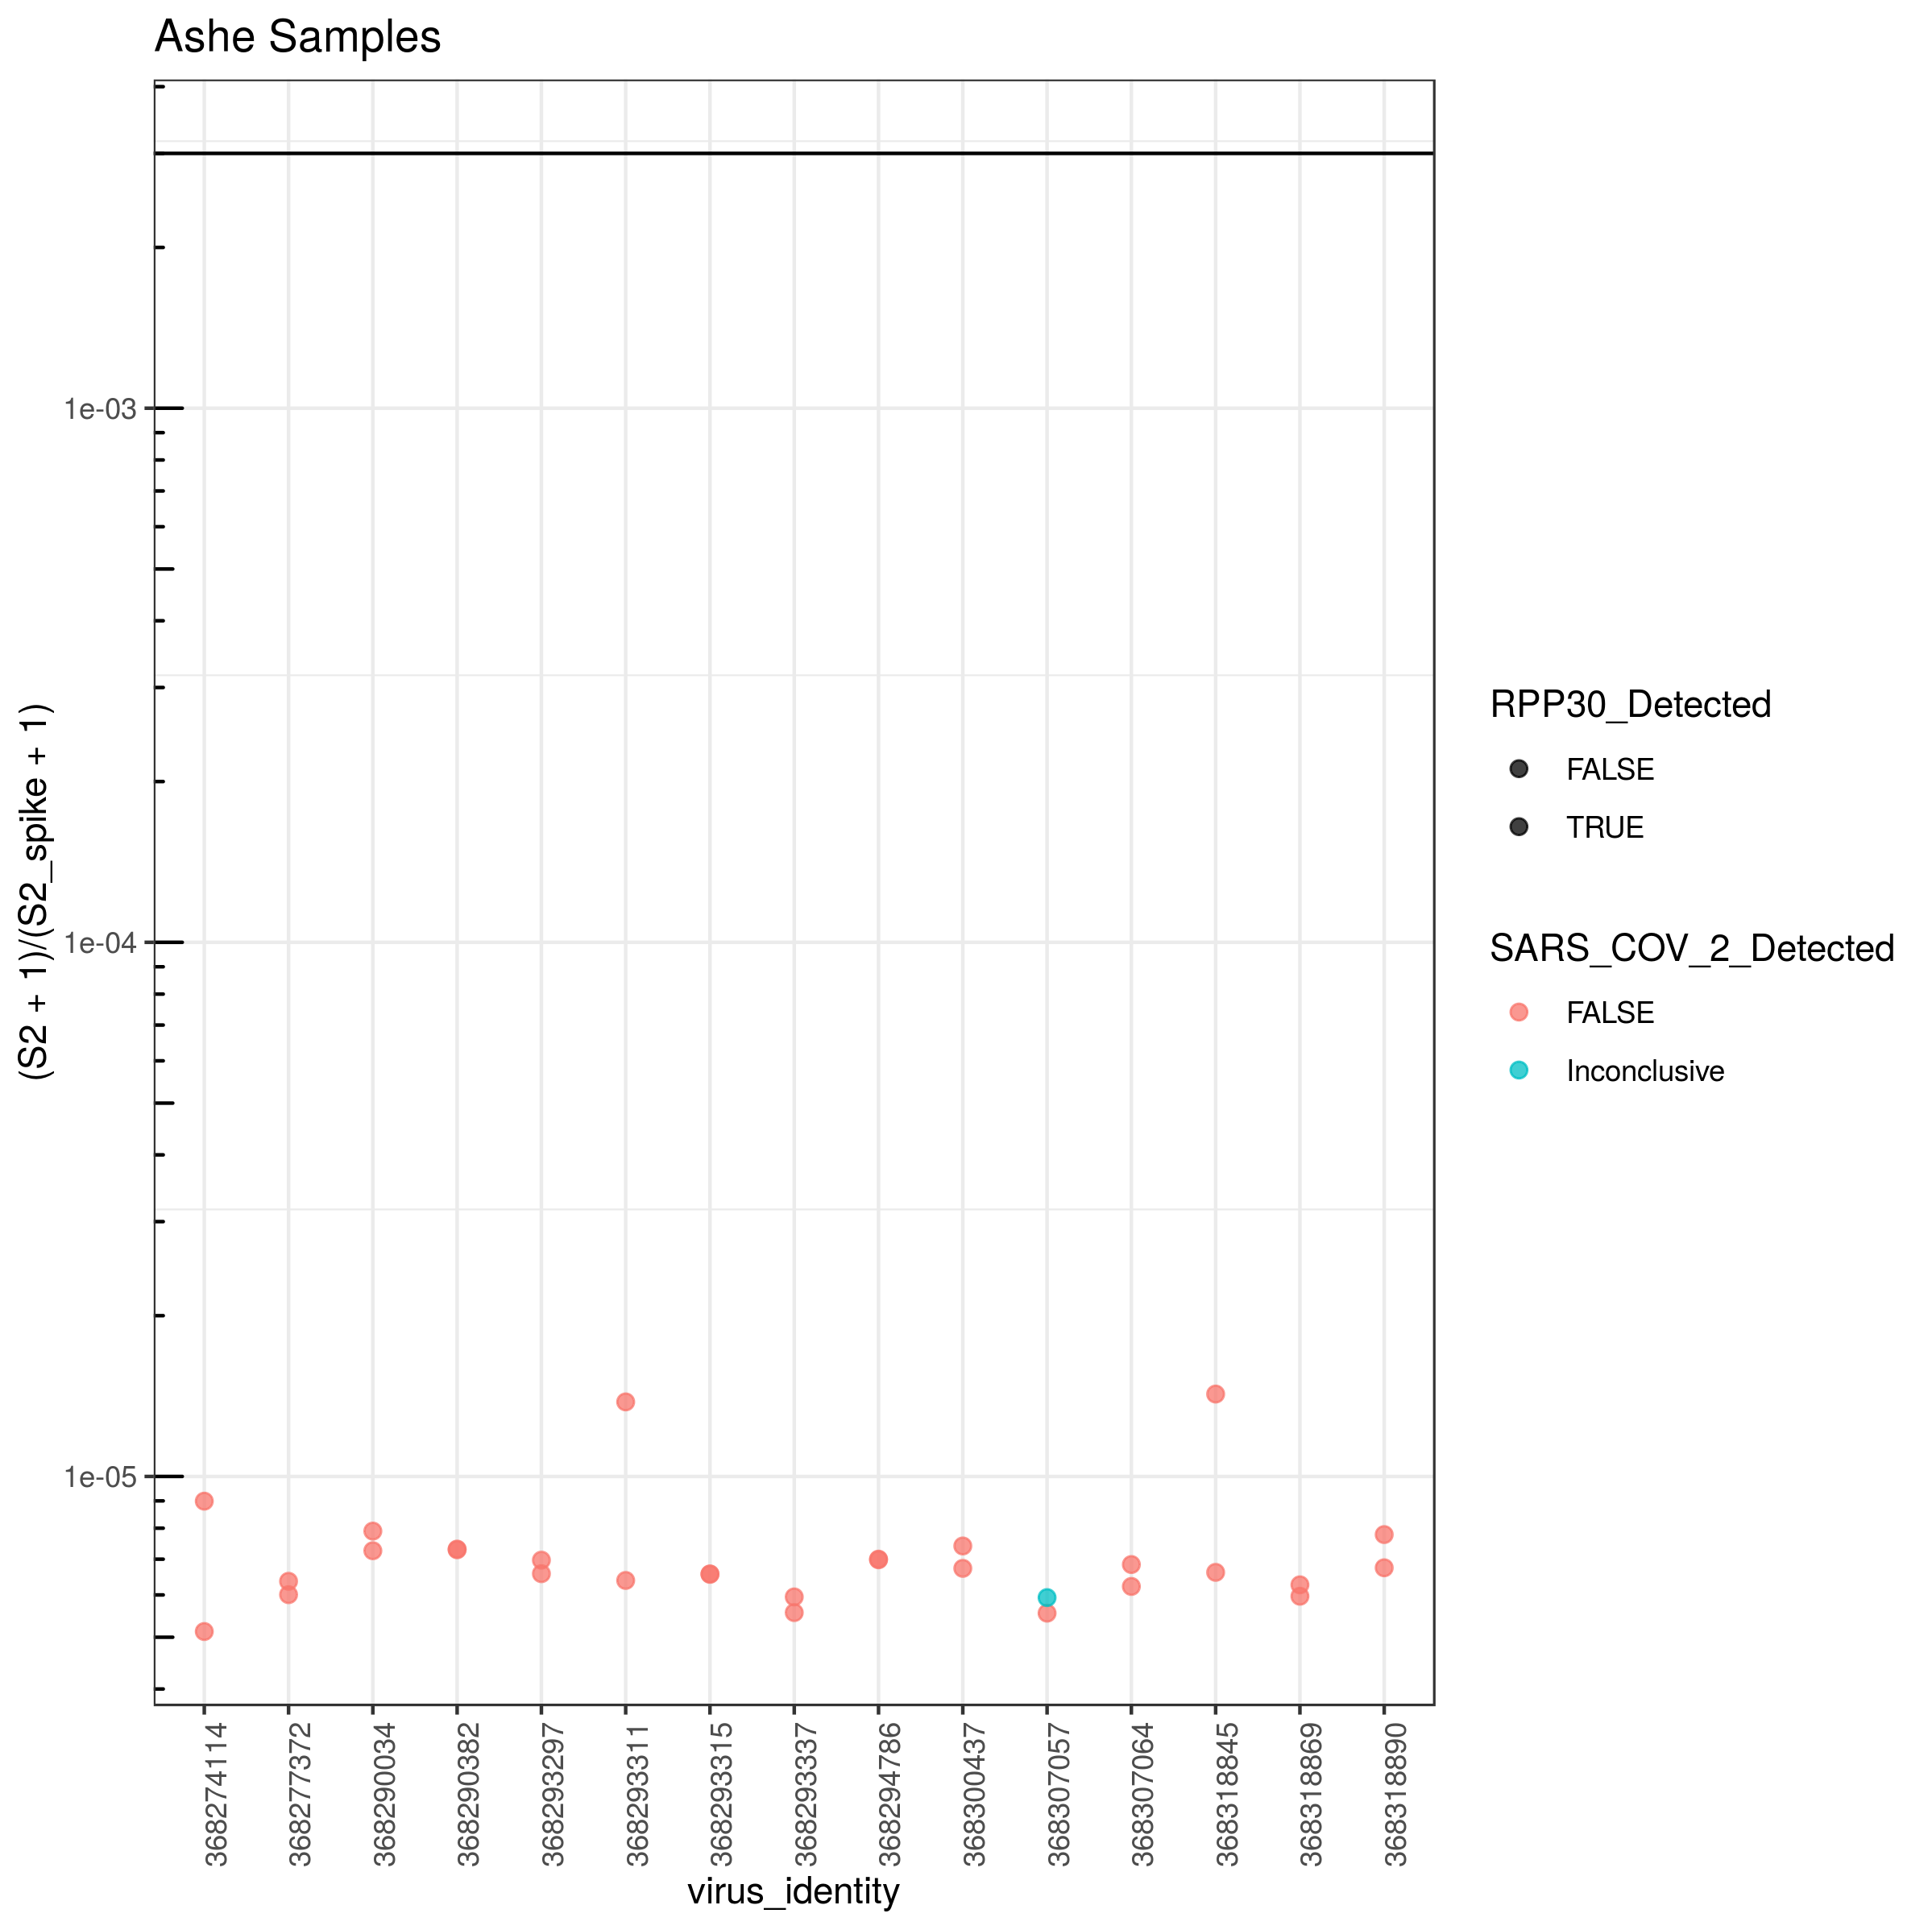 Ashe Samples
(S2 + 1)/(S2_spike + 1)
1e-03
1e-04
1e-05
368274114
368277372
368290034
368290382
368293297
368293311
368293315
368293337
368294786
368300437
368307057
368307064
368318845
368318869
368318890
virus_identity
RPP30_Detected
FALSE
TRUE
SARS_COV_2_Detected
FALSE
Inconclusive